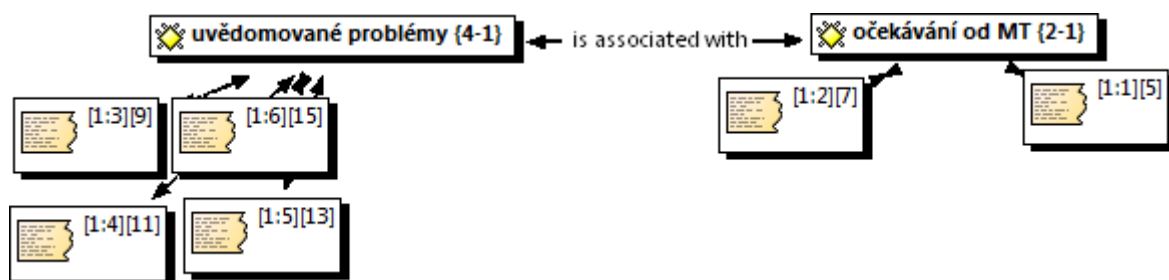 uvědomované problémy {4-1}
is associated with
očekávání od MT {2-1}
[1:3][9]
[1:6][15]
[1:2][7]
[1:1][5]
[1:4][11]
[1:5][13]